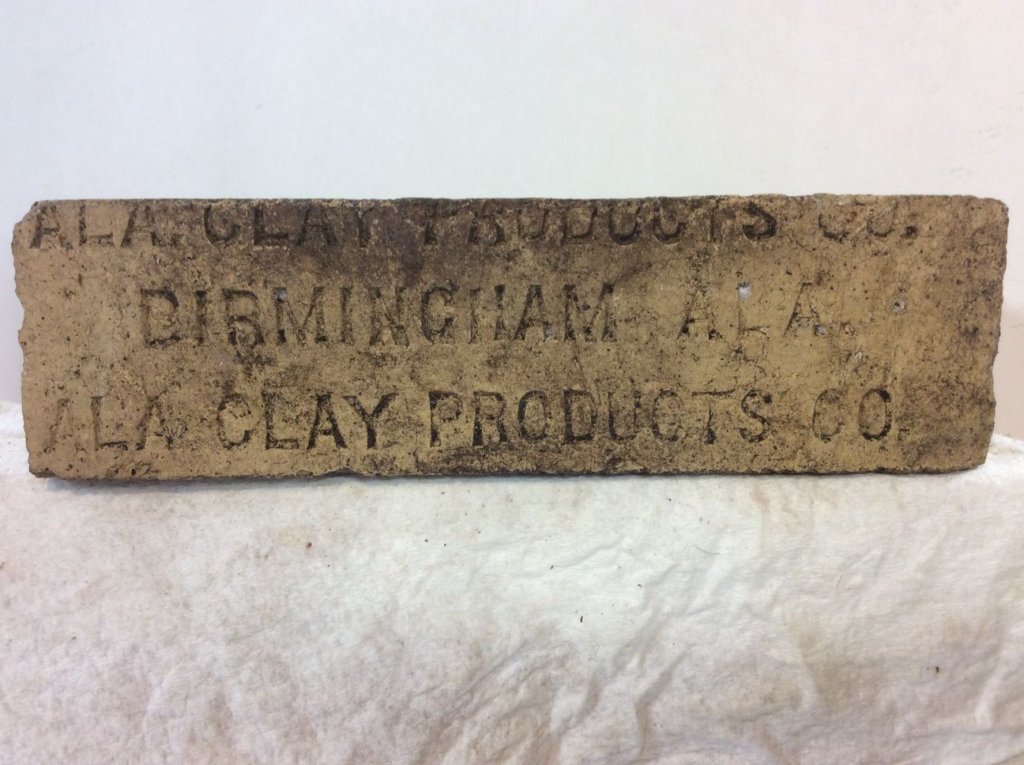 ALA. CLAY PRODUCTS CO.
BIRMINGHAM ALA.
ALA CLAY PRODUCTS CO.